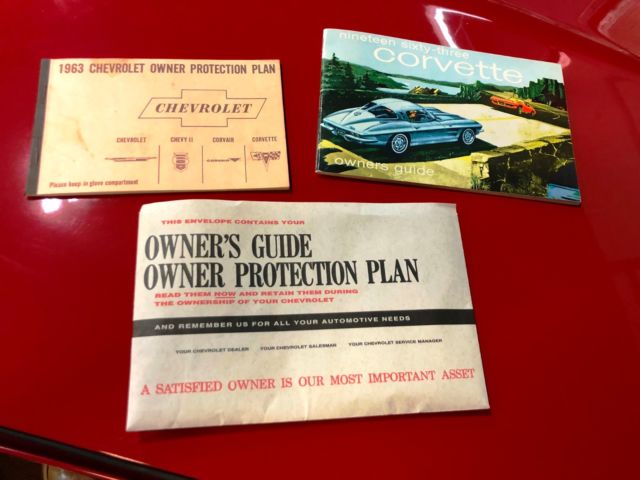 1963 CHEVROLET OWNER PROTECTION PLAN
CHEVROLET
CHEVROLET CHEVY II CORVAIR CORVETTE
Please keep in glove compartment
nineteen sixty-three
corvette
owners guide
THIS ENVELOPE CONTAINS YOUR
OWNER'S GUIDE
OWNER PROTECTION PLAN
READ THEM NOW AND RETAIN THEM DURING
THE OWNERSHIP OF YOUR CHEVROLET
AND REMEMBER US FOR ALL YOUR AUTOMOTIVE NEEDS
YOUR CHEVROLET DEALER YOUR CHEVROLET SALESMAN YOUR CHEVROLET SERVICE MANAGER
A SATISFIED OWNER IS OUR MOST IMPORTANT ASSET